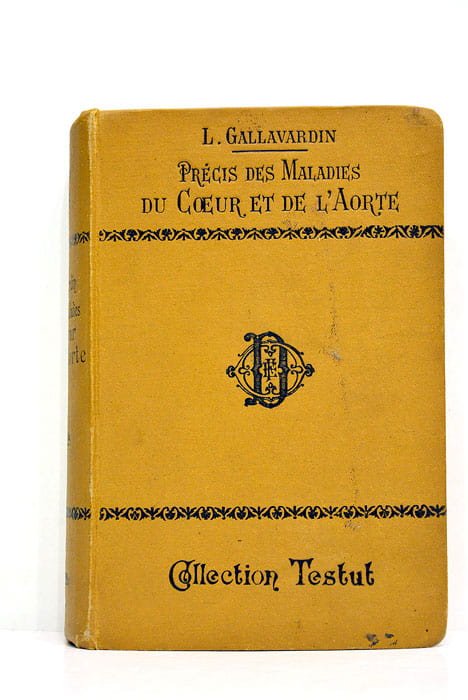 L. GALLAVARDIN
PRÉCIS DES MALADIES
DU CŒUR ET DE L'AORTE
Collection Testut